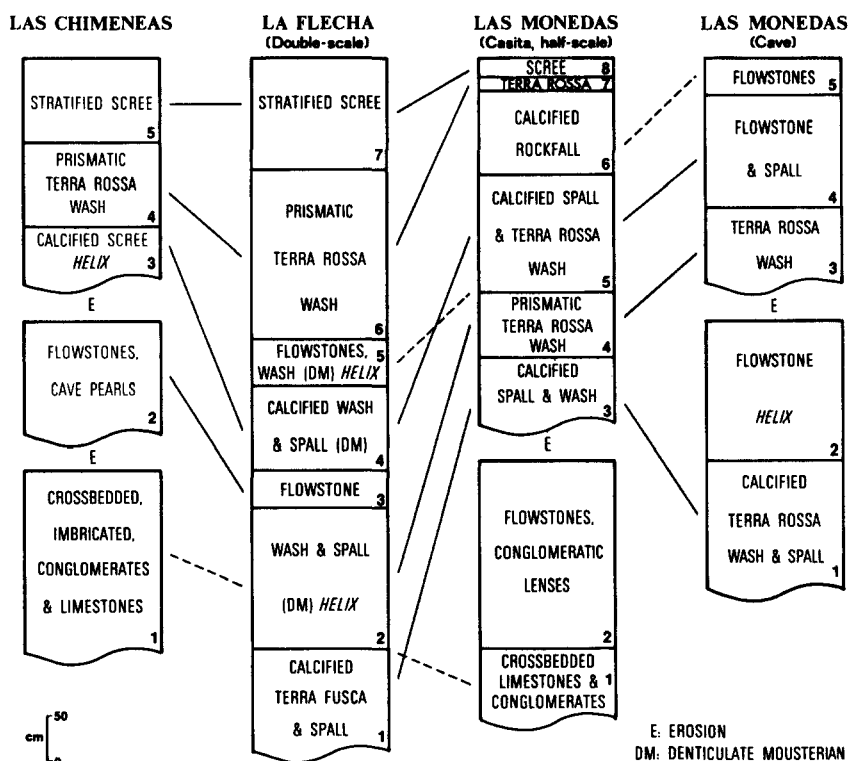 LAS CHIMENEAS
STRATIFIED SCREE
5
PRISMATIC
TERRA ROSSA
WASH
4
CALCIFIED SCREE
HELIX
3
E
FLOWSTONES,
CAVE PEARLS
2
E
CROSSBEDDED,
IMBRICATED,
CONGLOMERATES
& LIMESTONES
1
LA FLECHA
(Double-scale)
STRATIFIED SCREE
7
PRISMATIC
TERRA ROSSA
WASH
6
FLOWSTONES, 5
WASH (DM) HELIX
CALCIFIED WASH
& SPALL (DM)
4
FLOWSTONE
3
WASH & SPALL
(DM) HELIX
2
CALCIFIED
TERRA FUSCA
& SPALL
1
LAS MONEDAS
(Casita, half-scale)
SCREE 8
TERRA ROSSA 7
CALCIFIED
ROCKFALL
6
CALCIFIED SPALL
& TERRA ROSSA
WASH
5
PRISMATIC
TERRA ROSSA
WASH 4
CALCIFIED
SPALL & WASH
3
E
FLOWSTONES,
CONGLOMERATIC
LENSES
2
CROSSBEDDED
LIMESTONES & 1
CONGLOMERATES
LAS MONEDAS
(Cave)
FLOWSTONES
5
FLOWSTONE
& SPALL
4
TERRA ROSSA
WASH
3
E
FLOWSTONE
HELIX
2
CALCIFIED
TERRA ROSSA
WASH & SPALL
1
50
cm
E: EROSION
DM: DENTICULATE MOUSTERIAN